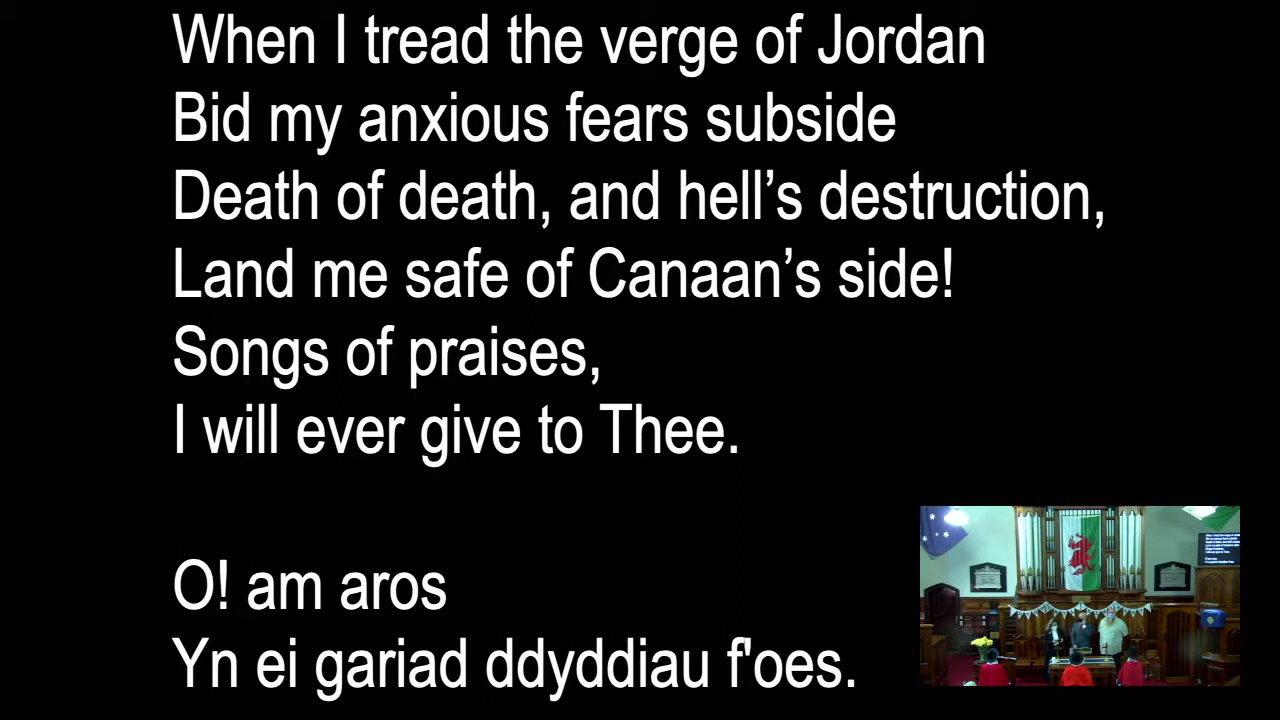 When I tread the verge of Jordan
Bid my anxious fears subside
Death of death, and hell’s destruction,
Land me safe of Canaan’s side!
Songs of praises,
I will ever give to Thee.
O! am aros
Yn ei gariad ddyddiau f'oes.